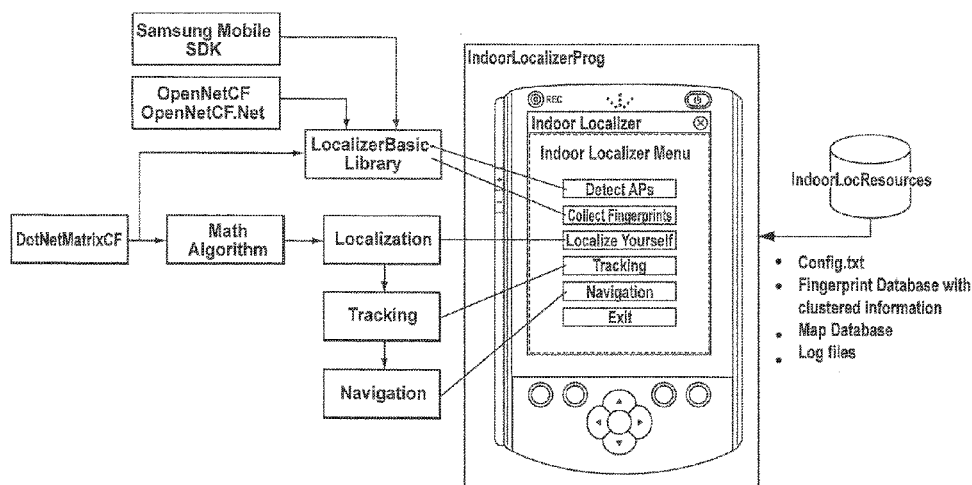 Samsung Mobile
SDK
OpenNetCF
OpenNetCF.Net
LocalizerBasic
Library
DotNetMatrixCF
Math
Algorithm
Localization
Tracking
Navigation
IndoorLocalizerProg
REC
Indoor Localizer
Indoor Localizer Menu
Detect APs
Collect Fingerprints
Localize Yourself
Tracking
Navigation
Exit
IndoorLocResources
• Config.txt
• Fingerprint Database with
clustered information
• Map Database
• Log files